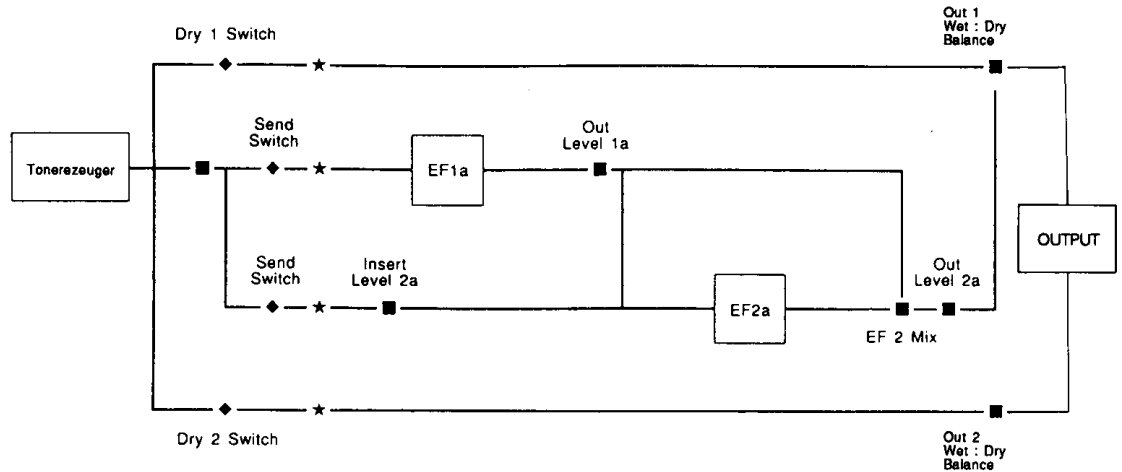 Out 1
Wet : Dry
Balance
Dry 1 Switch
Send
Switch
Out
Level 1a
Tonerezeuger
EF1a
OUTPUT
Send
Switch
Insert
Level 2a
Out
Level 2a
EF2a
EF 2 Mix
Dry 2 Switch
Out 2
Wet : Dry
Balance